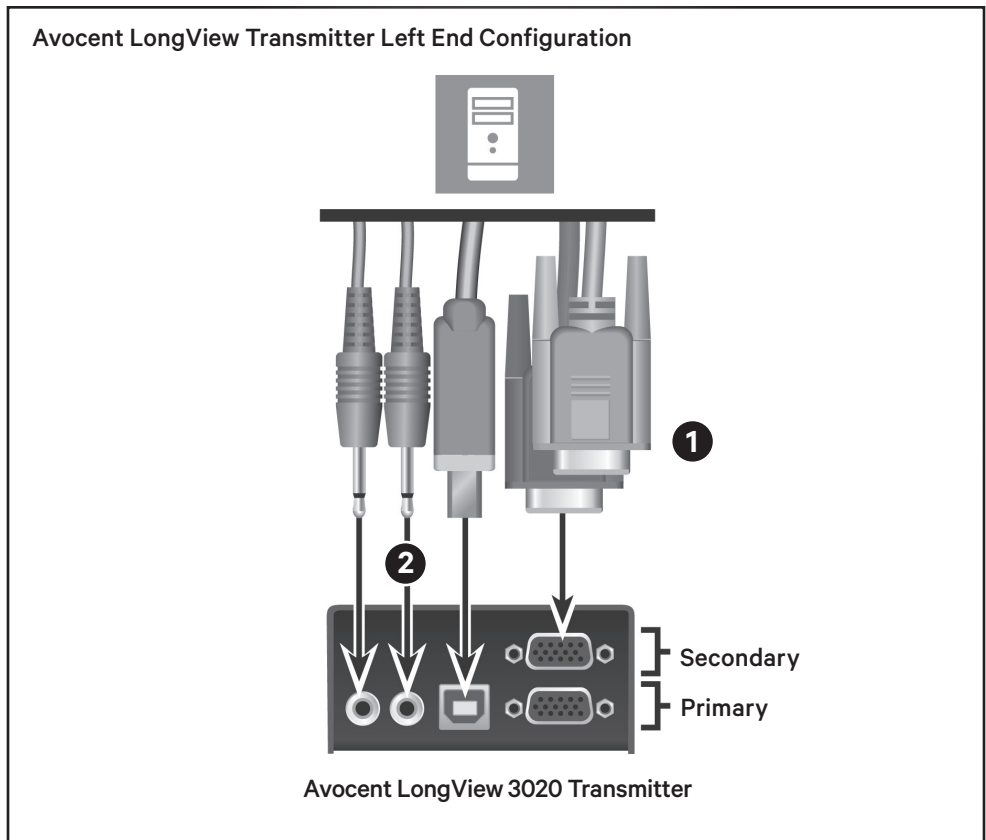 Avocent LongView Transmitter Left End Configuration
1
2
Secondary
Primary
Avocent LongView 3020 Transmitter